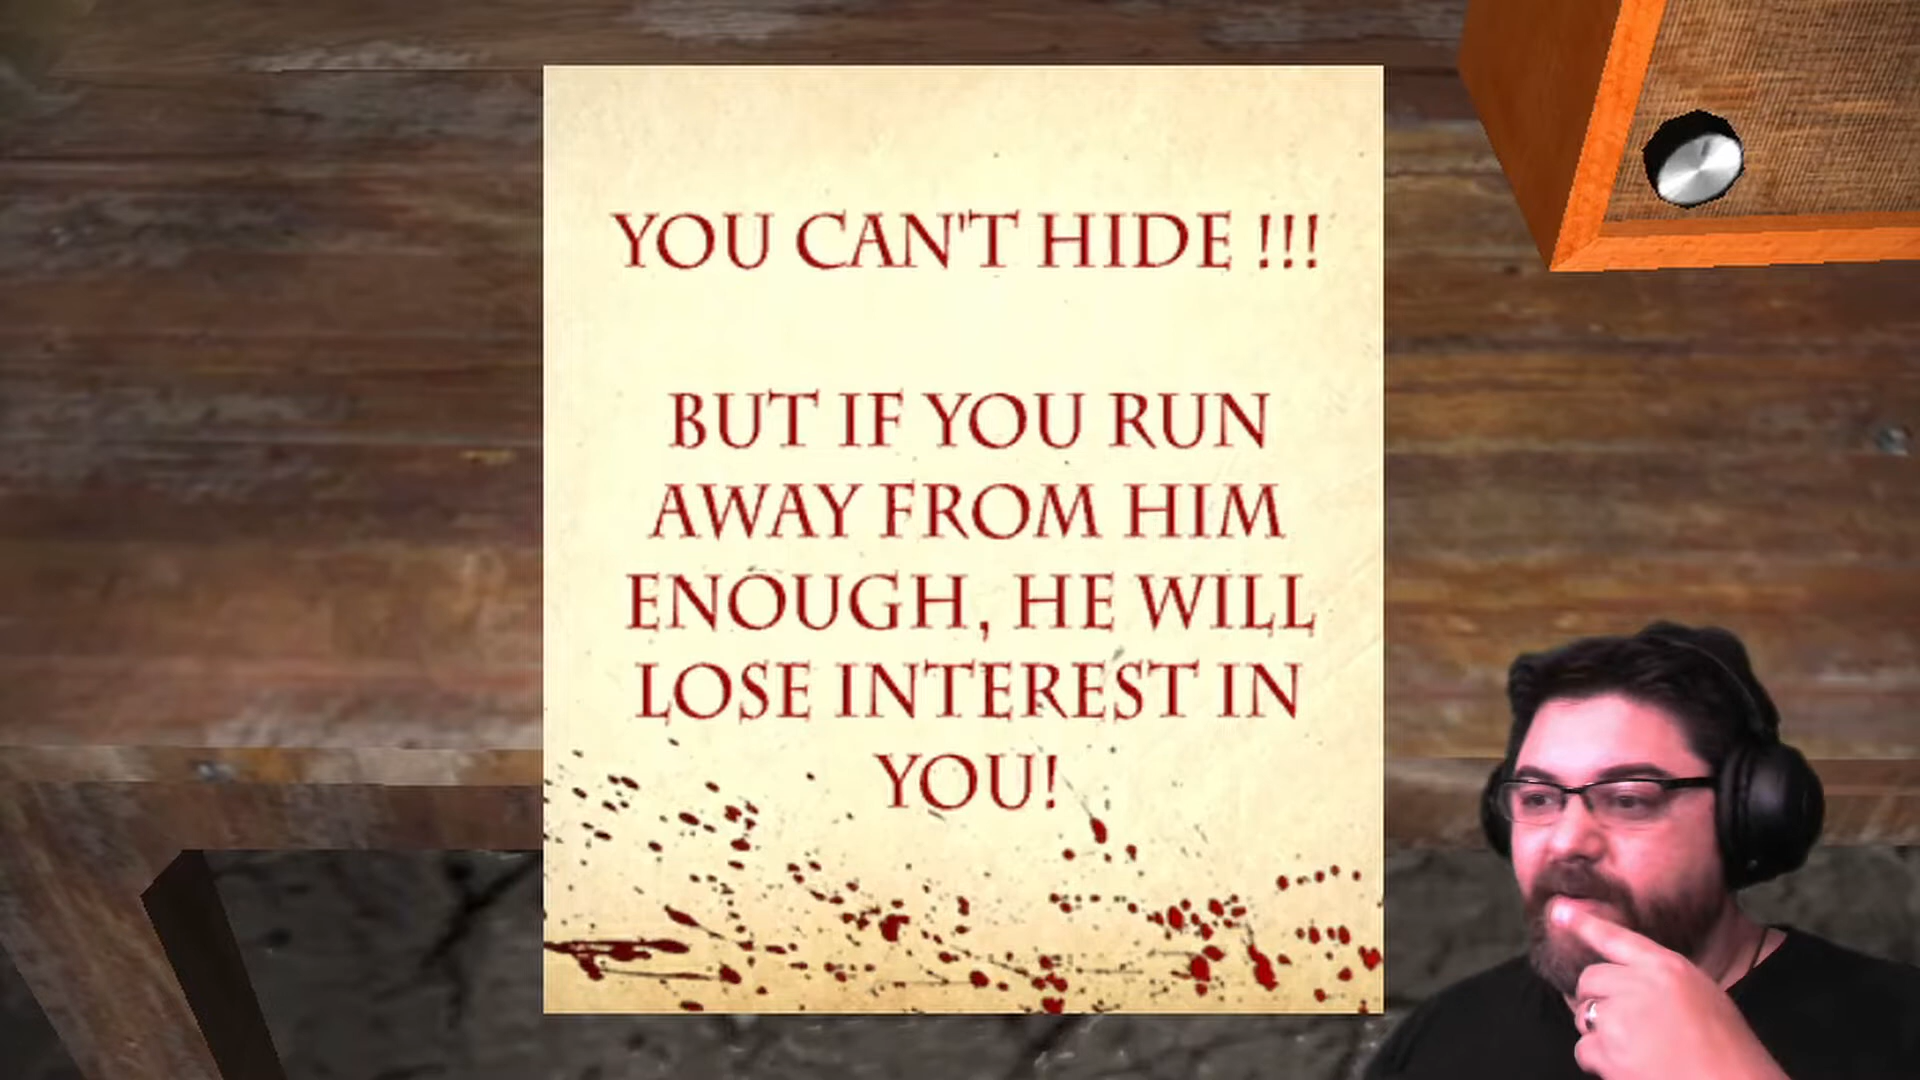 YOU CAN'T HIDE !!!
BUT IF YOU RUN
AWAY FROM HIM
ENOUGH, HE WILL
LOSE INTEREST IN
YOU!